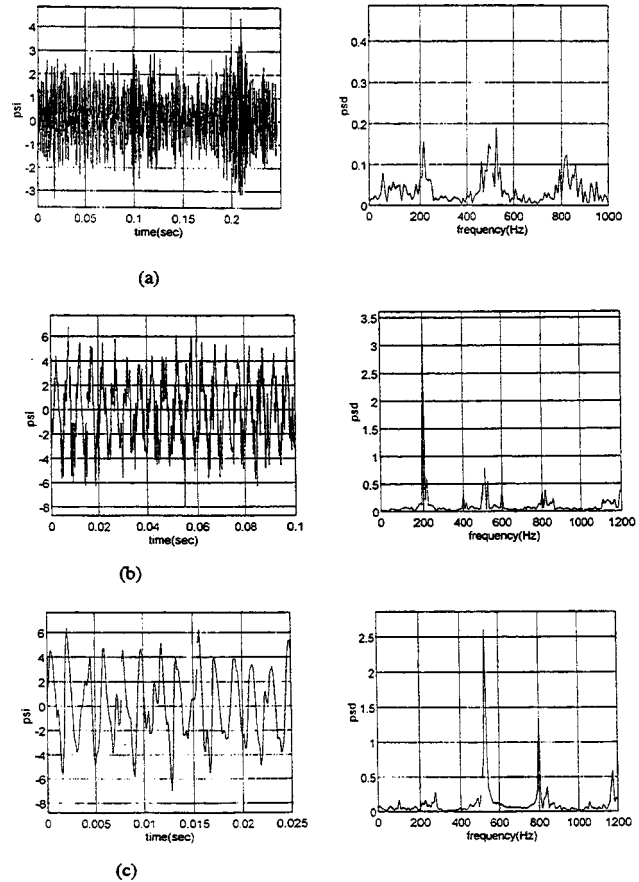 4
3
2
1
0
-1
-2
-3
psi
0 0.05 0.1 0.15 0.2
time(sec)
0.5
0.4
0.3
0.2
0.1
0
psd
0 200 400 600 800 1000
frequency(Hz)
(a)
6
4
2
0
-2
-4
-6
-8
psi
0 0.02 0.04 0.06 0.08 0.1
time(sec)
3.5
3
2.5
2
1.5
1
0.5
0
psd
0 200 400 600 800 1000 1200
frequency(Hz)
(b)
6
4
2
0
-2
-4
-6
-8
psi
0 0.005 0.01 0.015 0.02 0.025
time(sec)
2.5
2
1.5
1
0.5
0
psd
0 200 400 600 800 1000 1200
frequency(Hz)
(c)